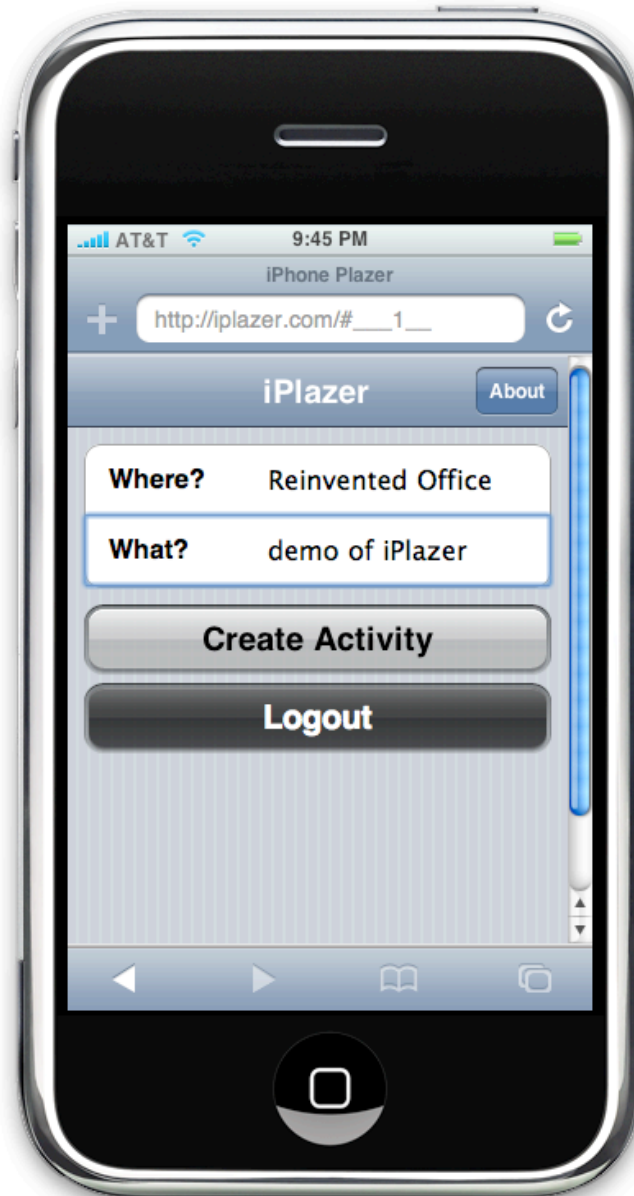 AT&T 9:45 PM
iPhone Plazer
http://iplazer.com/#___1__
iPlazer About
Where? Reinvented Office
What? demo of iPlazer
Create Activity
Logout